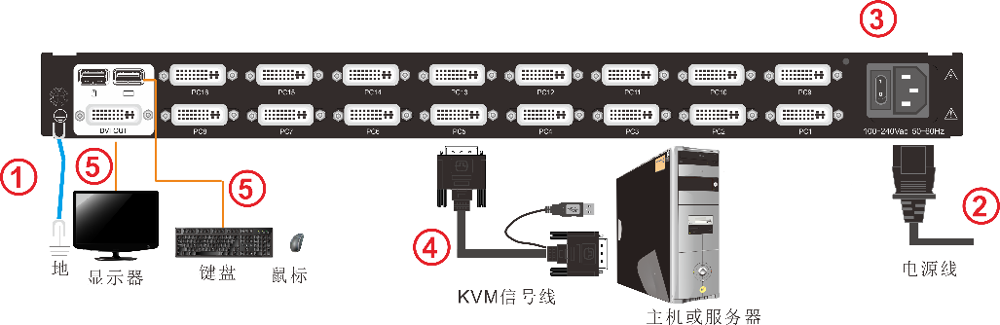 ③
PC16 PC15 PC14 PC13 PC12 PC11 PC10 PC9
DVI OUT PC8 PC7 PC6 PC5 PC4 PC3 PC2 PC1
1
0
100-240Vac 50-60Hz
① ⑤ ⑤ ④ ②
地 显示器 键盘 鼠标 KVM信号线 主机或服务器 电源线